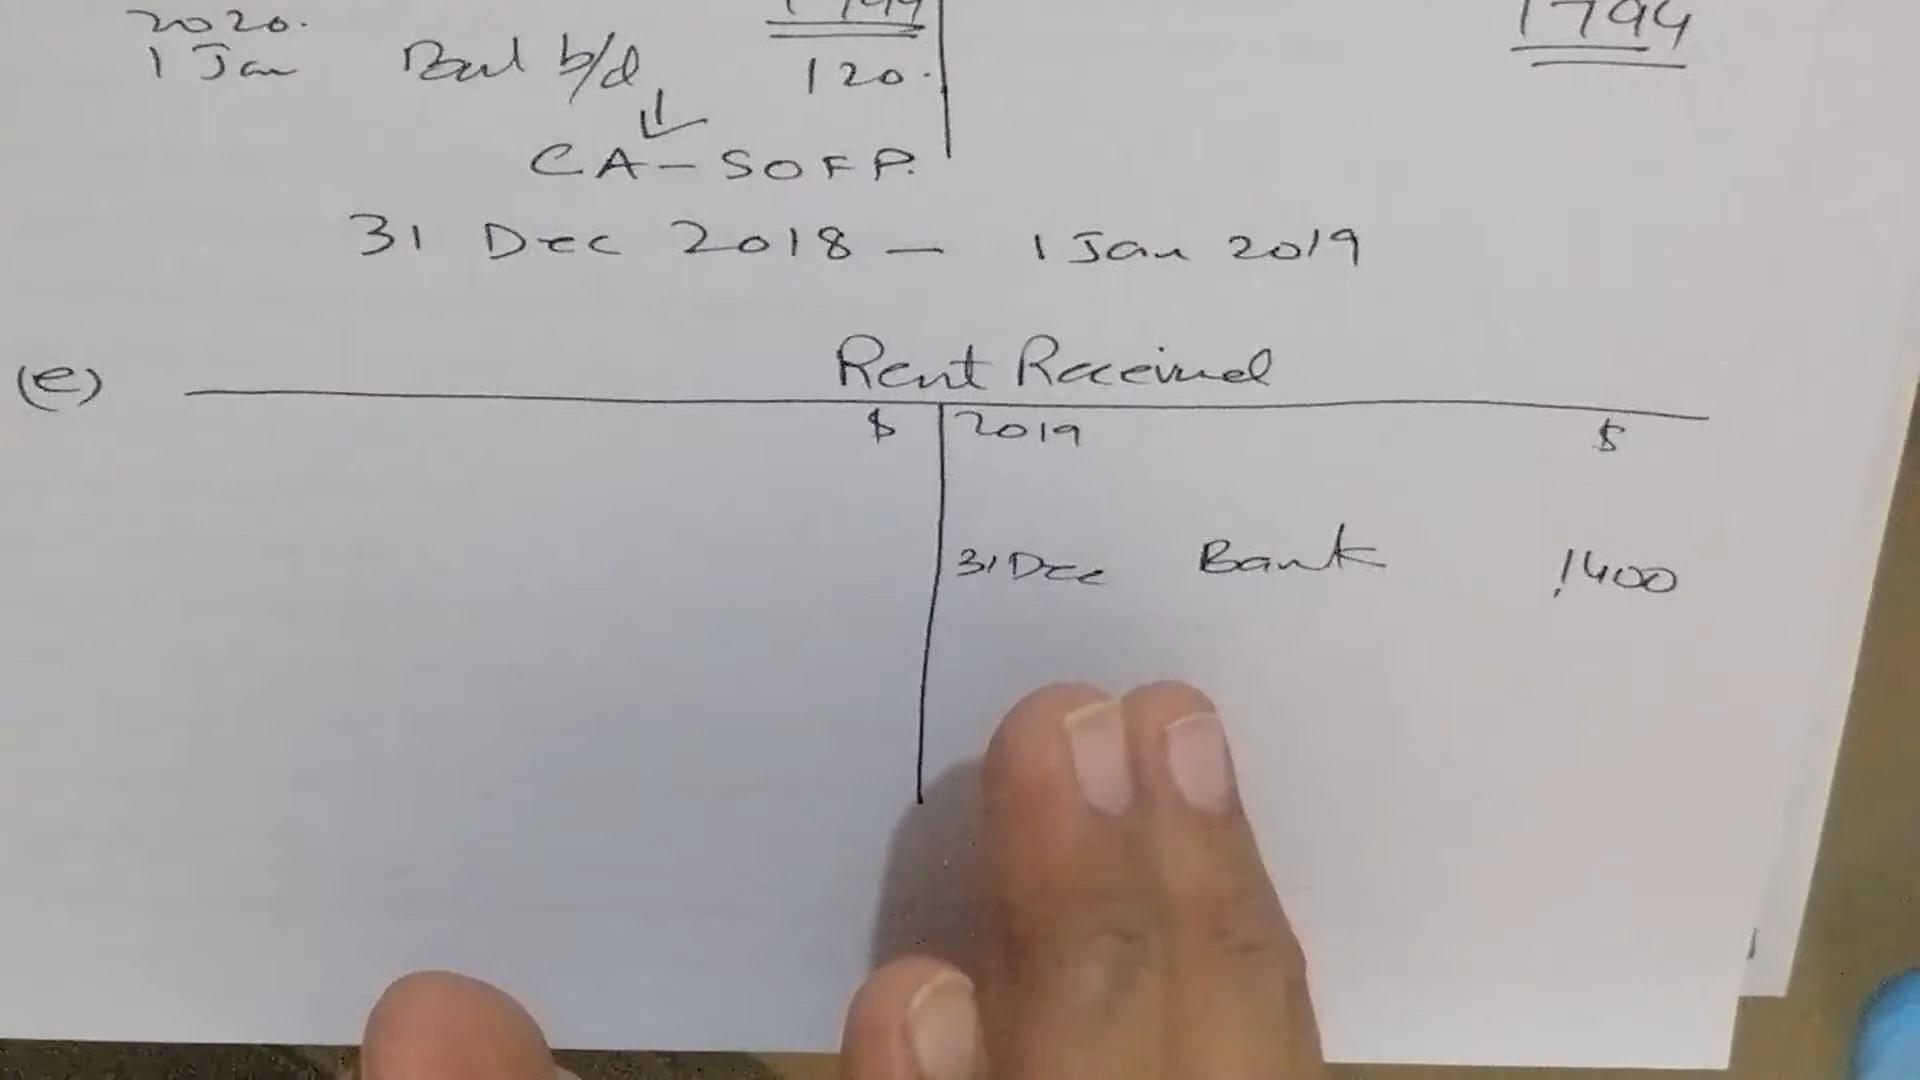 2020.
1 Jan Bal b/d 120.
1794
CA - SOFP.
31 Dec 2018 - 1 Jan 2019
(e) Rent Received
$ 2019 $
31 Dec Bank 1400